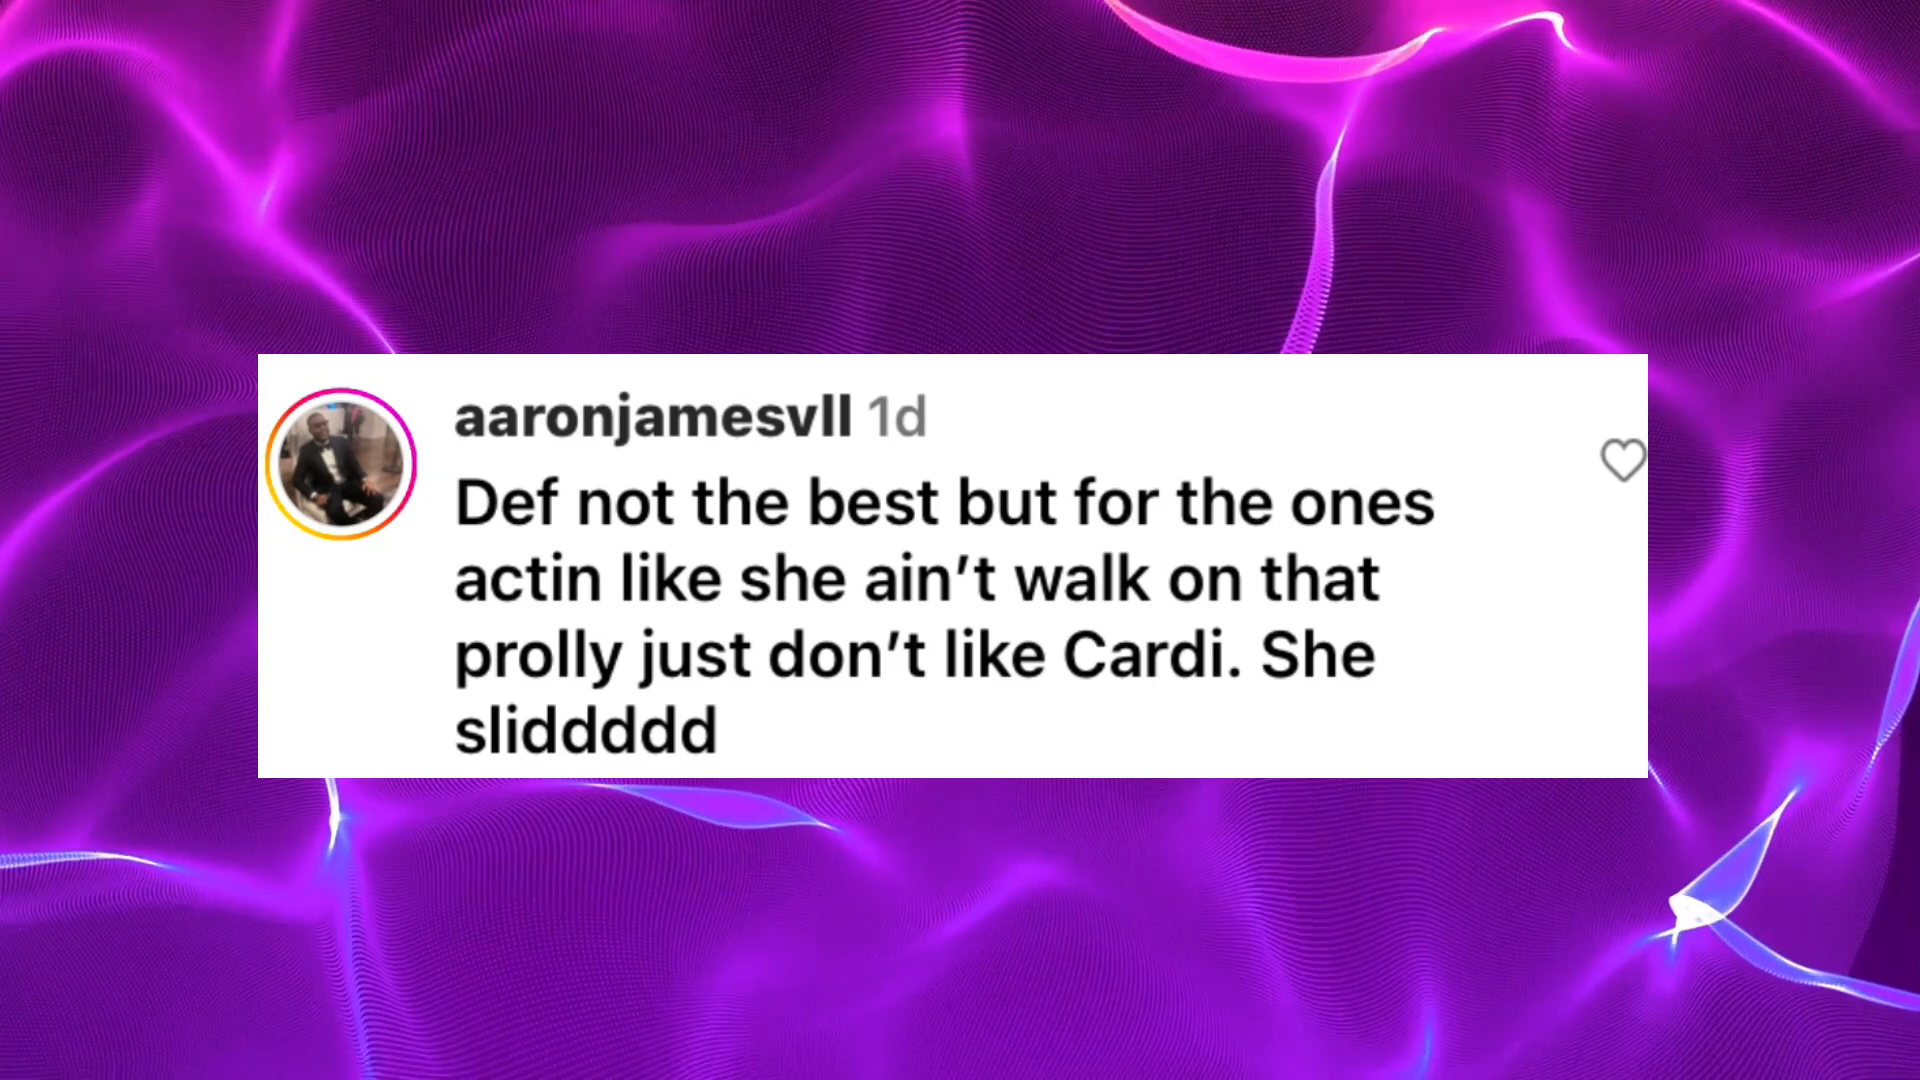 aaronjamesvll 1d
Def not the best but for the ones
actin like she ain’t walk on that
prolly just don’t like Cardi. She
sliddddd